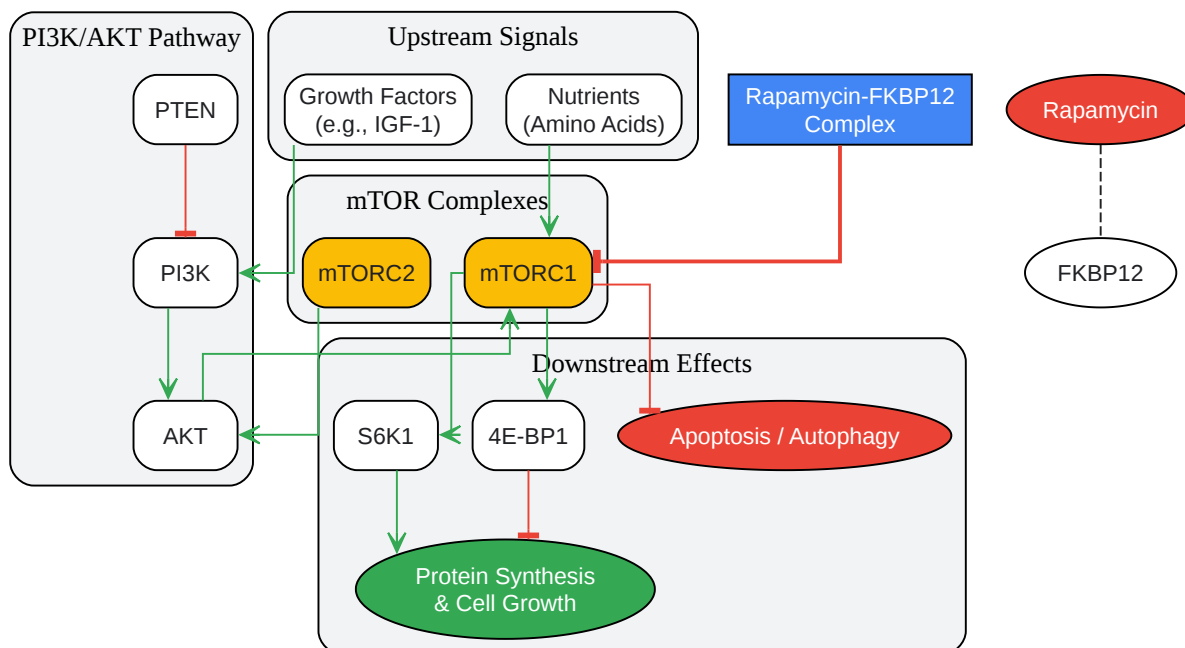 PI3K/AKT Pathway
Upstream Signals
PTEN
Growth Factors
(e.g., IGF-1)
Nutrients
(Amino Acids)
Rapamycin-FKBP12
Complex
Rapamycin
mTOR Complexes
PI3K
mTORC2
mTORC1
FKBP12
Downstream Effects
AKT
S6K1
4E-BP1
Apoptosis / Autophagy
Protein Synthesis
& Cell Growth